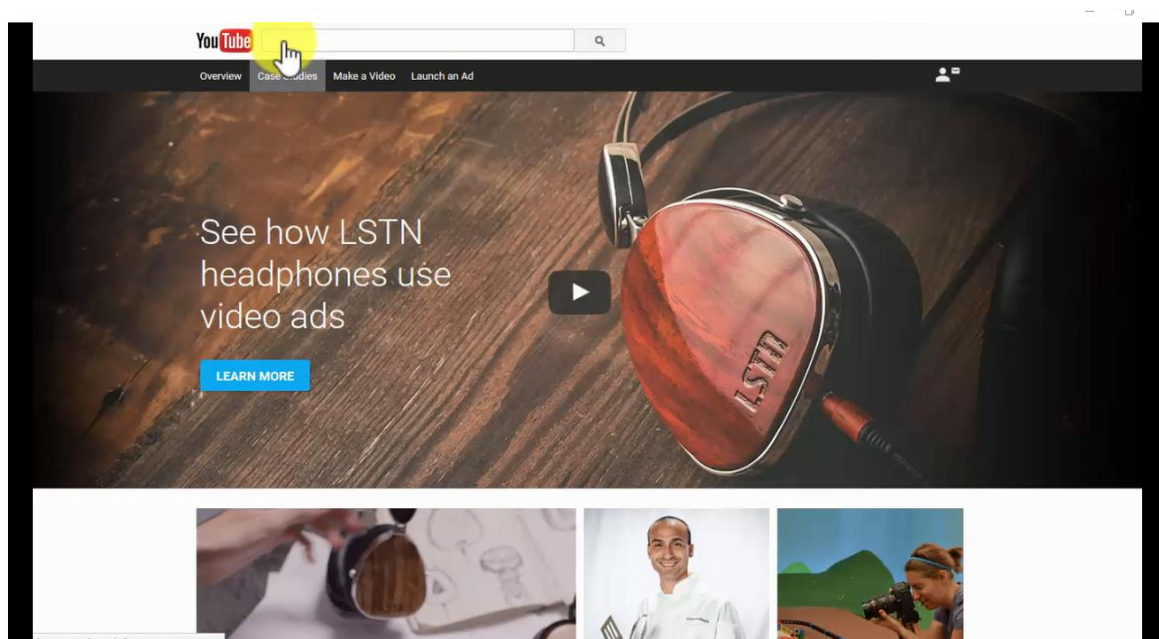 YouTube
Overview Case Studies Make a Video Launch an Ad
See how LSTN
headphones use
video ads
LEARN MORE
LSTN